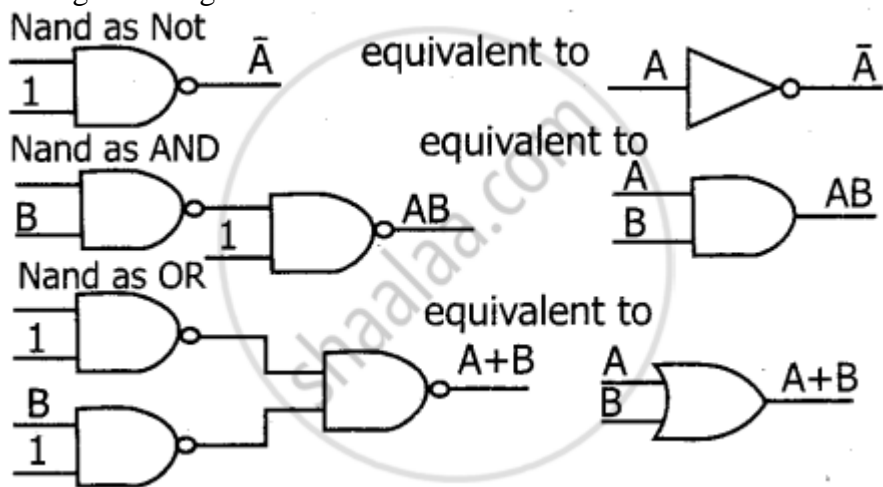 Nand as Not
1
Ā
equivalent to
A
Ā
Nand as AND
B
1
AB
equivalent to
A
B
AB
Nand as OR
1
B
1
A+B
equivalent to
A
B
A+B
shaalaa.com